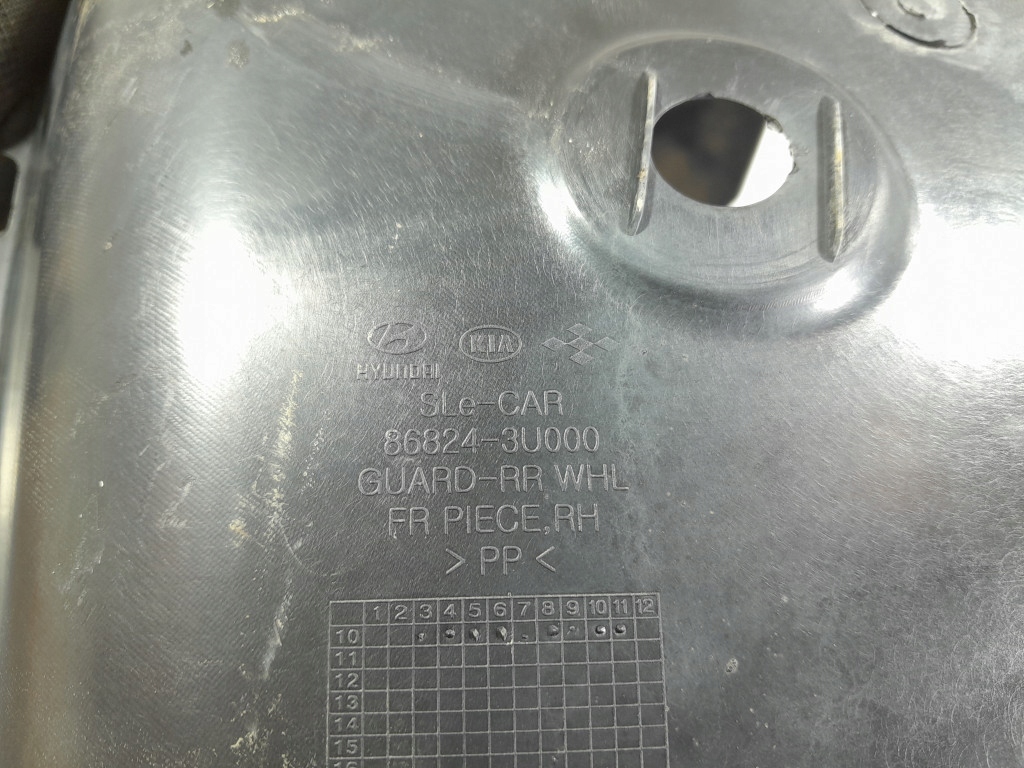 HYUNDAI KIA
SLe-CAR
86824-3U000
GUARD-RR WHL
FR PIECE,RH
>PP<
1 2 3 4 5 6 7 8 9 10 11 12
10
11
12
13
14
15
16